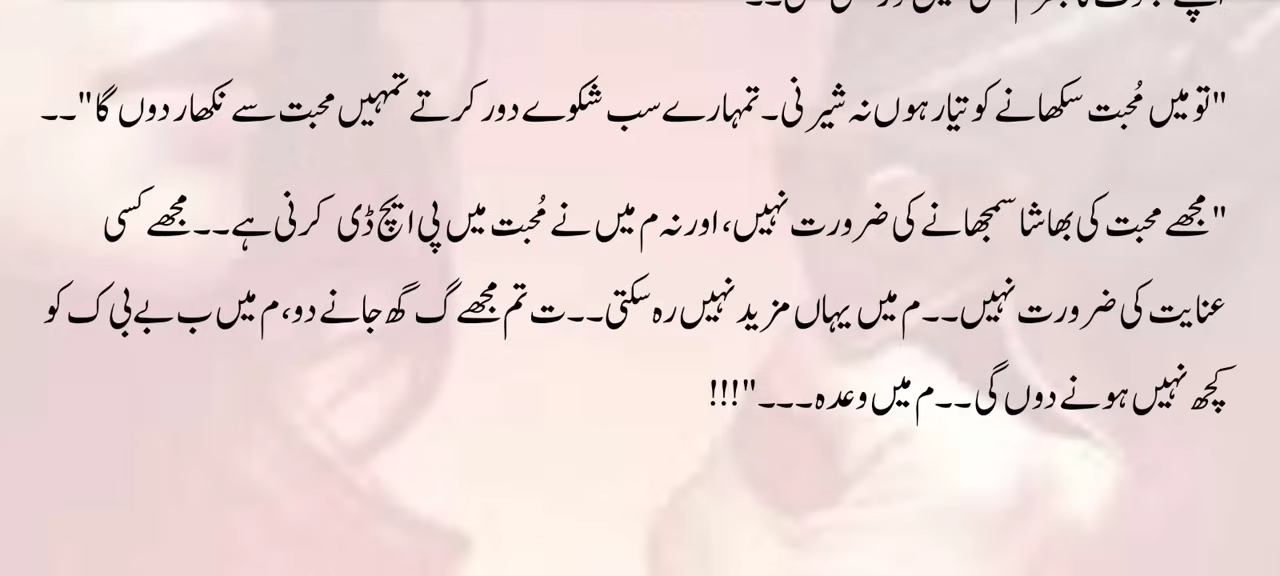 "تو میں مُحبت سکھانے کو تیار ہوں نہ شیر نی۔ تمہارے سب شکوے دور کرتے تمہیں محبت سے نکھار دوں گا"۔۔
"مجھے محبت کی بھاشا سمجھانے کی ضرورت نہیں، اور نہ م میں نے مُحبت میں پی ایچ ڈی کرنی ہے۔۔ مجھے کسی
عنایت کی ضرورت نہیں۔۔ م میں یہاں مزید نہیں رہ سکتی۔۔ ت تم مجھے گ گھ جانے دو، م میں ب بے بی ک کو
کچھ نہیں ہونے دوں گی۔۔ م میں وعدہ۔۔۔"!!!